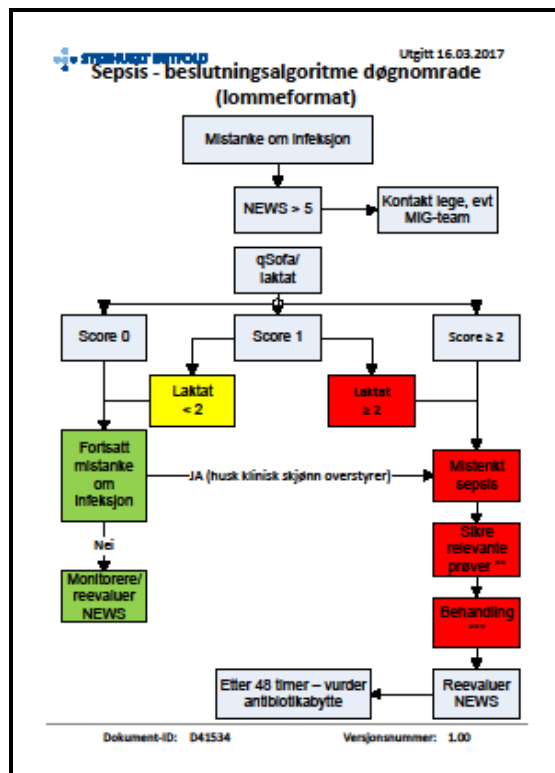 SYKEHUSET ØSTFOLD
Utgitt 16.03.2017
Sepsis - beslutningsalgoritme døgnområde
(lommeformat)
Mistanke om infeksjon
NEWS > 5
Kontakt lege, evt
MIG-team
qSofa/
laktat
Score 0
Score 1
Score ≥ 2
Laktat
< 2
Laktat
≥ 2
Fortsatt
mistanke
om
infeksjon
JA (husk klinisk skjønn overstyrer)
Mistenkt
sepsis
Nei
Sikre
relevante
prøver **
Monitorere/
reevaluer
NEWS
Behandling
***
Etter 48 timer – vurder
antibiotikabytte
Reevaluer
NEWS
Dokument-ID: D41534
Versjonsnummer: 1.00